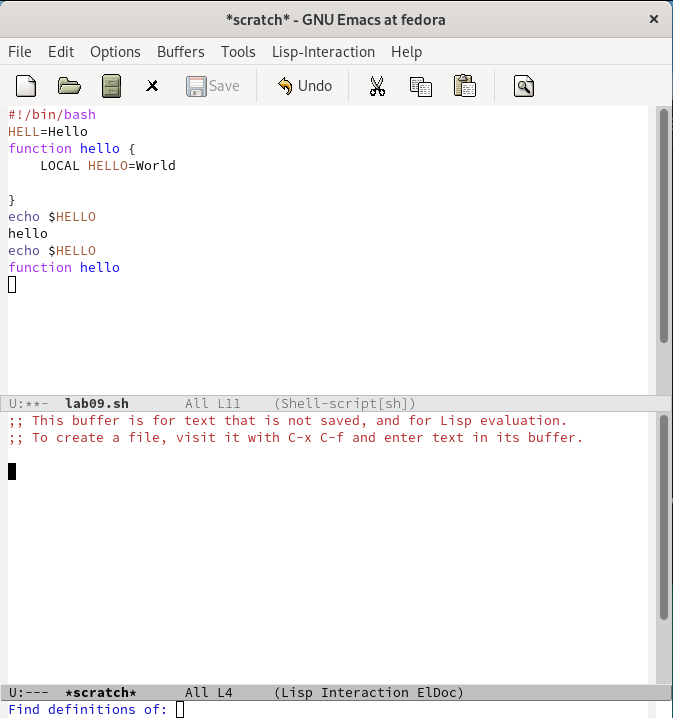 *scratch* - GNU Emacs at fedora
File Edit Options Buffers Tools Lisp-Interaction Help
Save Undo
#!/bin/bash
HELL=Hello
function hello {
    LOCAL HELLO=World
}
echo $HELLO
hello
echo $HELLO
function hello
U:**-  lab09.sh       All L11    (Shell-script[sh])
;; This buffer is for text that is not saved, and for Lisp evaluation.
;; To create a file, visit it with C-x C-f and enter text in its buffer.
U:---  *scratch*      All L4     (Lisp Interaction ElDoc)
Find definitions of: